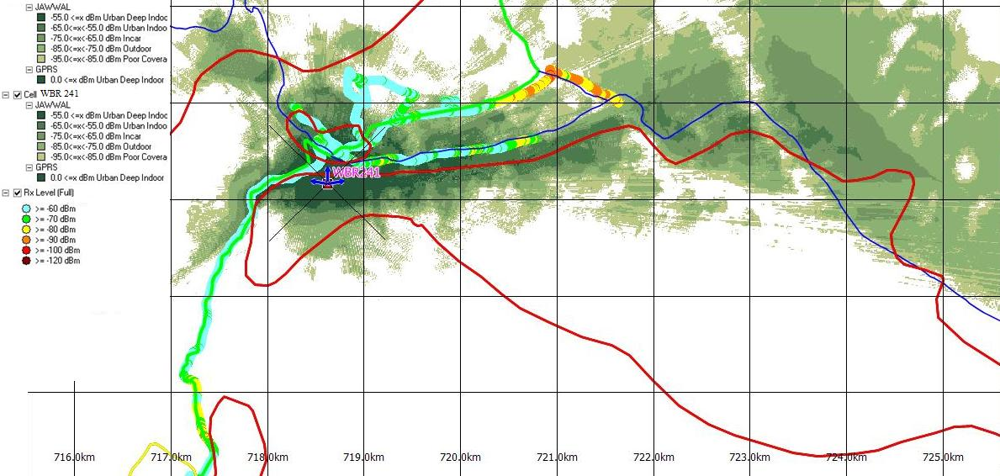 JAWWAL
-55.0 <=x dBm Urban Deep Indoc
-65.0<=x<-55.0 dBm Urban Indoo
-75.0<=x<-65.0 dBm Incar
-85.0<=x<-75.0 dBm Outdoor
-95.0<=x<-85.0 dBm Poor Covera
GPRS
0.0 <=x dBm Urban Deep Indoor
Cell WBR 241
JAWWAL
-55.0 <=x dBm Urban Deep Indoc
-65.0<=x<-55.0 dBm Urban Indoo
-75.0<=x<-65.0 dBm Incar
-85.0<=x<-75.0 dBm Outdoor
-95.0<=x<-85.0 dBm Poor Covera
GPRS
0.0 <=x dBm Urban Deep Indoor
Rx Level (Full)
>= -60 dBm
>= -70 dBm
>= -80 dBm
>= -90 dBm
>= -100 dBm
>= -120 dBm
WBR241
716.0km 717.0km 718.0km 719.0km 720.0km 721.0km 722.0km 723.0km 724.0km 725.0km